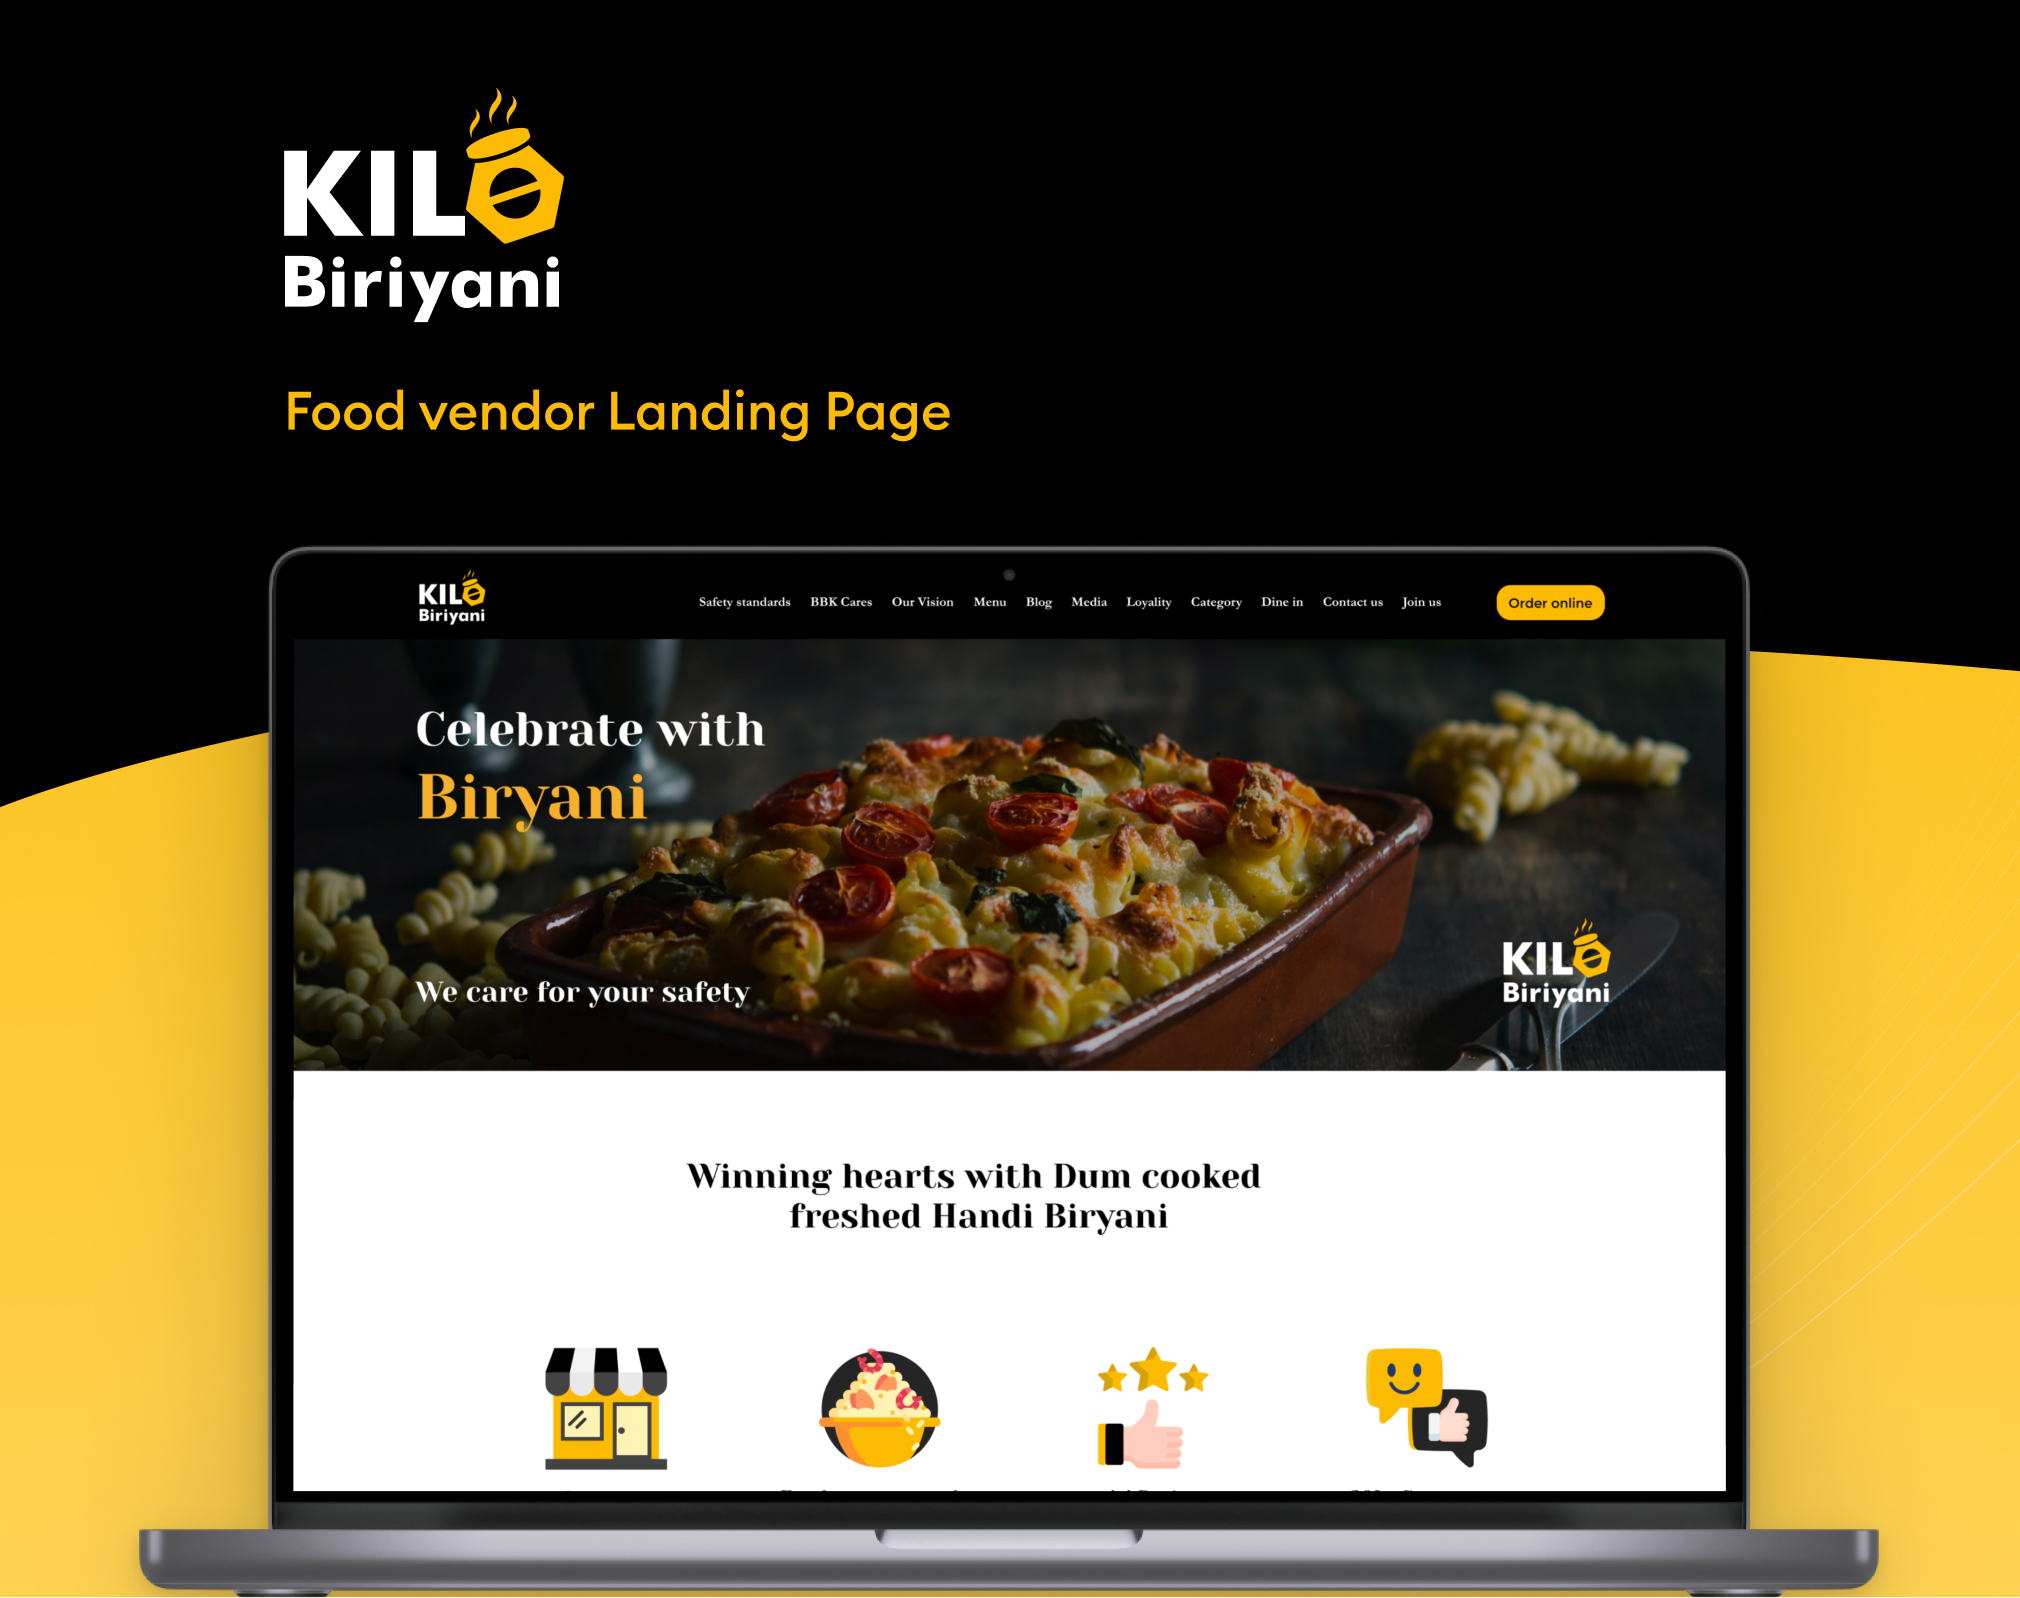 KILO
Biriyani
Food vendor Landing Page
KILO
Biriyani
Safety standards BBK Cares Our Vision Menu Blog Media Loyality Category Dine in Contact us Join us
Order online
Celebrate with
Biryani
We care for your safety
KILO
Biriyani
Winning hearts with Dum cooked
freshed Handi Biryani